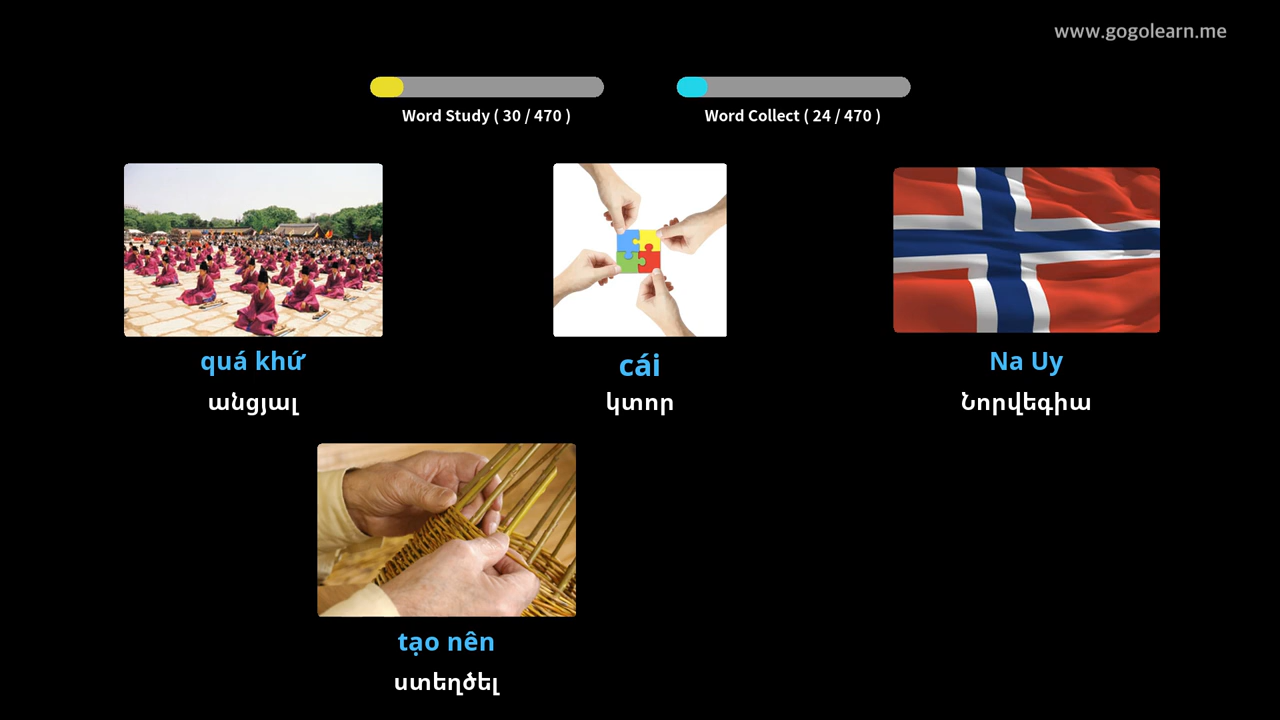 www.gogolearn.me
Word Study ( 30 / 470 )
Word Collect ( 24 / 470 )
quá khứ
անցյալ
cái
կտոր
Na Uy
Նորվեգիա
tạo nên
ստեղծել